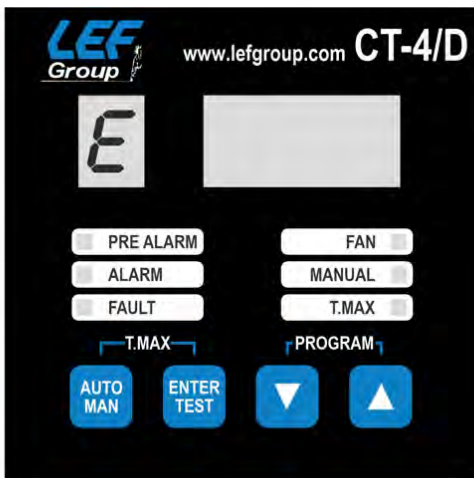 LEF
Group
www.lefgroup.com CT-4/D
E
PRE ALARM FAN
ALARM MANUAL
FAULT T.MAX
T.MAX PROGRAM
AUTO
MAN
ENTER
TEST